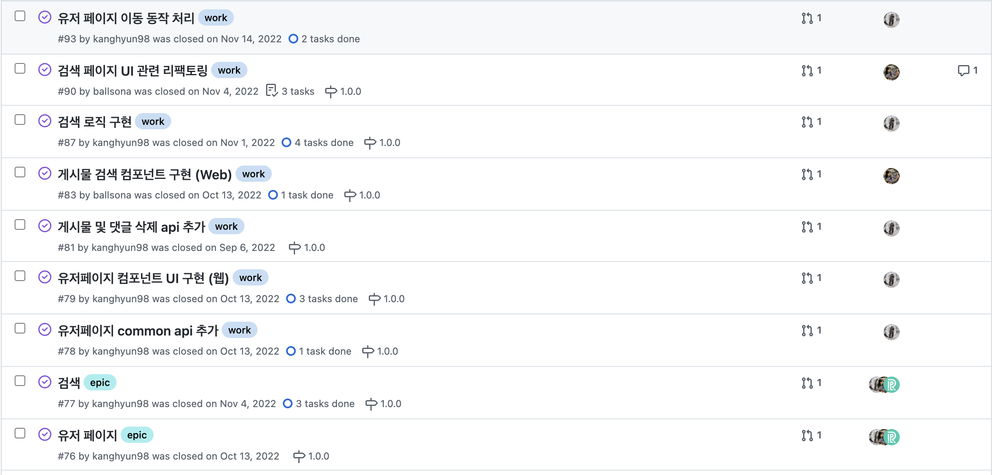 유저 페이지 이동 동작 처리 work 1
#93 by kanghyun98 was closed on Nov 14, 2022 2 tasks done
검색 페이지 UI 관련 리팩토링 work 1 1
#90 by ballsona was closed on Nov 4, 2022 3 tasks 1.0.0
검색 로직 구현 work 1
#87 by kanghyun98 was closed on Nov 1, 2022 4 tasks done 1.0.0
게시물 검색 컴포넌트 구현 (Web) work 1
#83 by ballsona was closed on Oct 13, 2022 1 task done 1.0.0
게시물 및 댓글 삭제 api 추가 work 1
#81 by kanghyun98 was closed on Sep 6, 2022 1.0.0
유저페이지 컴포넌트 UI 구현 (웹) work 1
#79 by kanghyun98 was closed on Oct 13, 2022 3 tasks done 1.0.0
유저페이지 common api 추가 work 1
#78 by kanghyun98 was closed on Oct 13, 2022 1 task done 1.0.0
검색 epic 1
#77 by kanghyun98 was closed on Nov 4, 2022 3 tasks done 1.0.0
유저 페이지 epic 1
#76 by kanghyun98 was closed on Oct 13, 2022 1.0.0